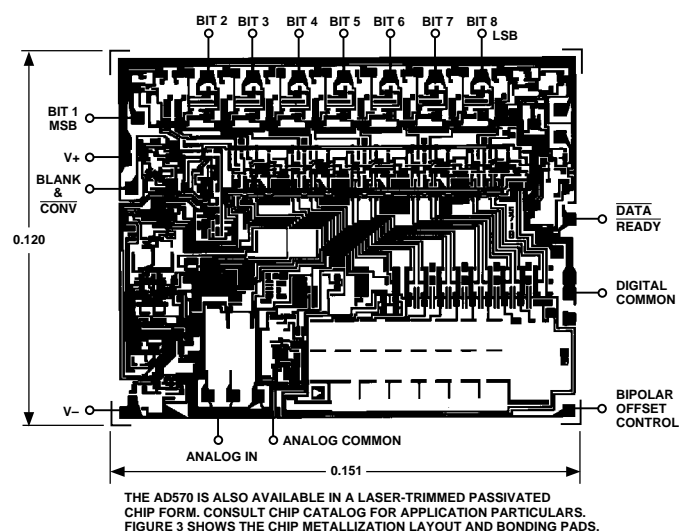 BIT 2 BIT 3 BIT 4 BIT 5 BIT 6 BIT 7 BIT 8
LSB
BIT 1
MSB
V+
BLANK
&
CONV
DATA
READY
0.120
DIGITAL
COMMON
V–
BIPOLAR
OFFSET
CONTROL
ANALOG COMMON
ANALOG IN
0.151
THE AD570 IS ALSO AVAILABLE IN A LASER-TRIMMED PASSIVATED
CHIP FORM. CONSULT CHIP CATALOG FOR APPLICATION PARTICULARS.
FIGURE 3 SHOWS THE CHIP METALLIZATION LAYOUT AND BONDING PADS.